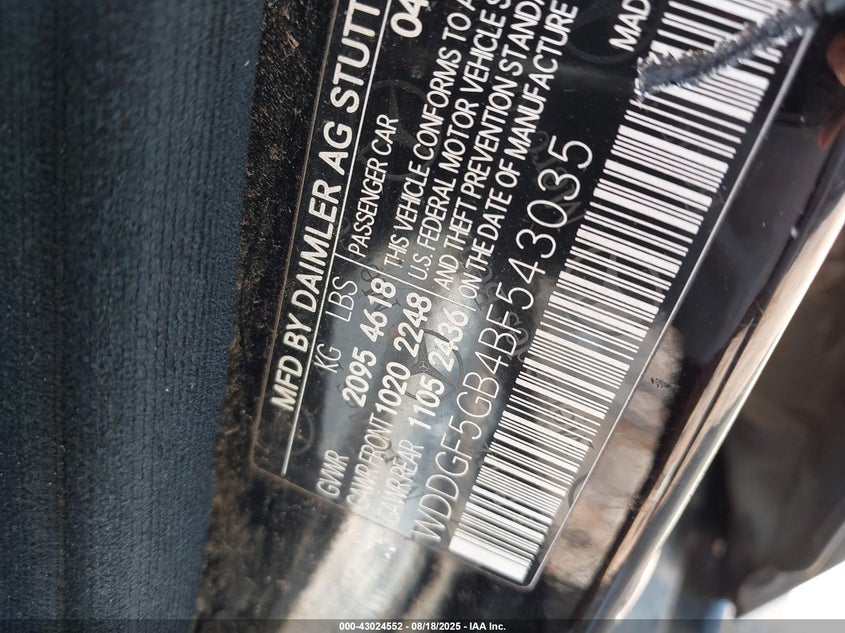 MFD BY DAIMLER AG STUTT
04
KG LBS
GVWR 2095 4618
GAWR FRONT 1020 2248
GAWR REAR 1105 2436
PASSENGER CAR
THIS VEHICLE CONFORMS TO A
U.S. FEDERAL MOTOR VEHICLE S
AND THEFT PREVENTION STANDA
ON THE DATE OF MANUFACTURE
MADE
WDDGF5GB4BF543035
000-43024552 | 08/18/2025 - IAA Inc.